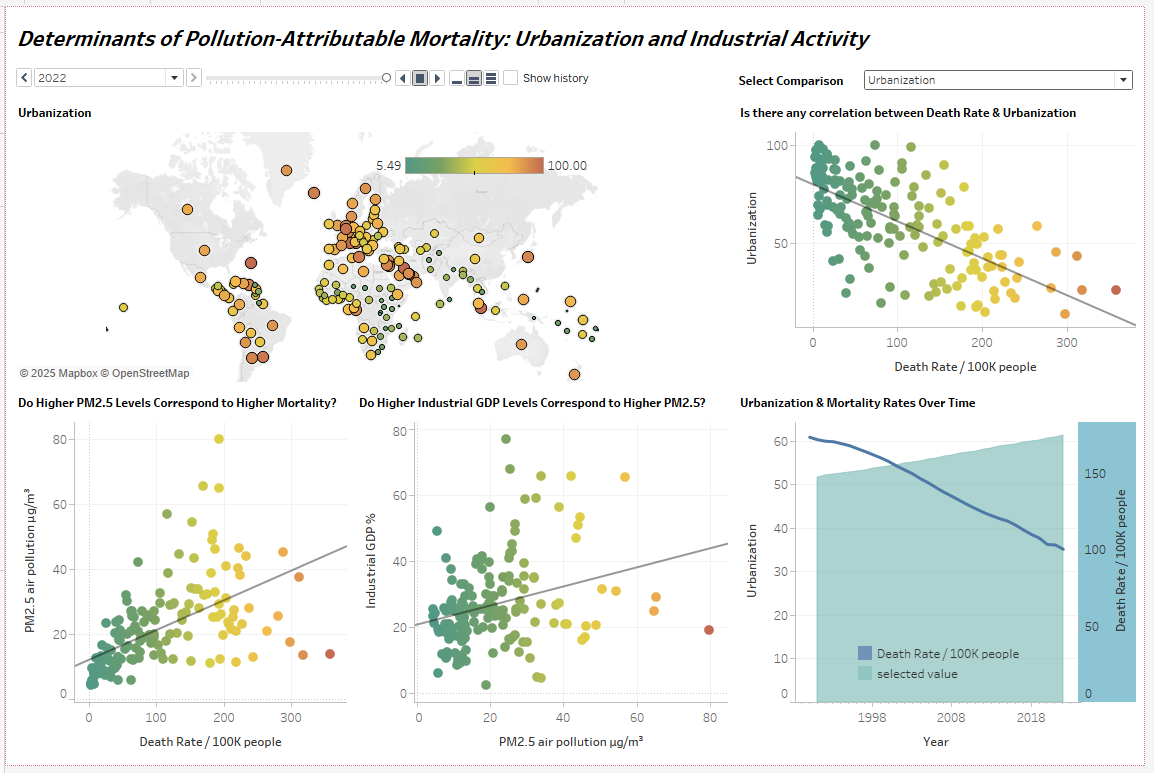 Determinants of Pollution-Attributable Mortality: Urbanization and Industrial Activity
2022
Show history
Select Comparison
Urbanization
Urbanization
5.49
100.00
© 2025 Mapbox © OpenStreetMap
Is there any correlation between Death Rate & Urbanization
100
50
Urbanization
0
100
200
300
Death Rate / 100K people
Do Higher PM2.5 Levels Correspond to Higher Mortality?
80
60
40
20
0
PM2.5 air pollution µg/m³
0
100
200
300
Death Rate / 100K people
Do Higher Industrial GDP Levels Correspond to Higher PM2.5?
80
60
40
20
0
Industrial GDP %
0
20
40
60
80
PM2.5 air pollution µg/m³
Urbanization & Mortality Rates Over Time
60
50
40
30
20
10
0
Urbanization
150
100
50
0
Death Rate / 100K people
Death Rate / 100K people
selected value
1998
2008
2018
Year